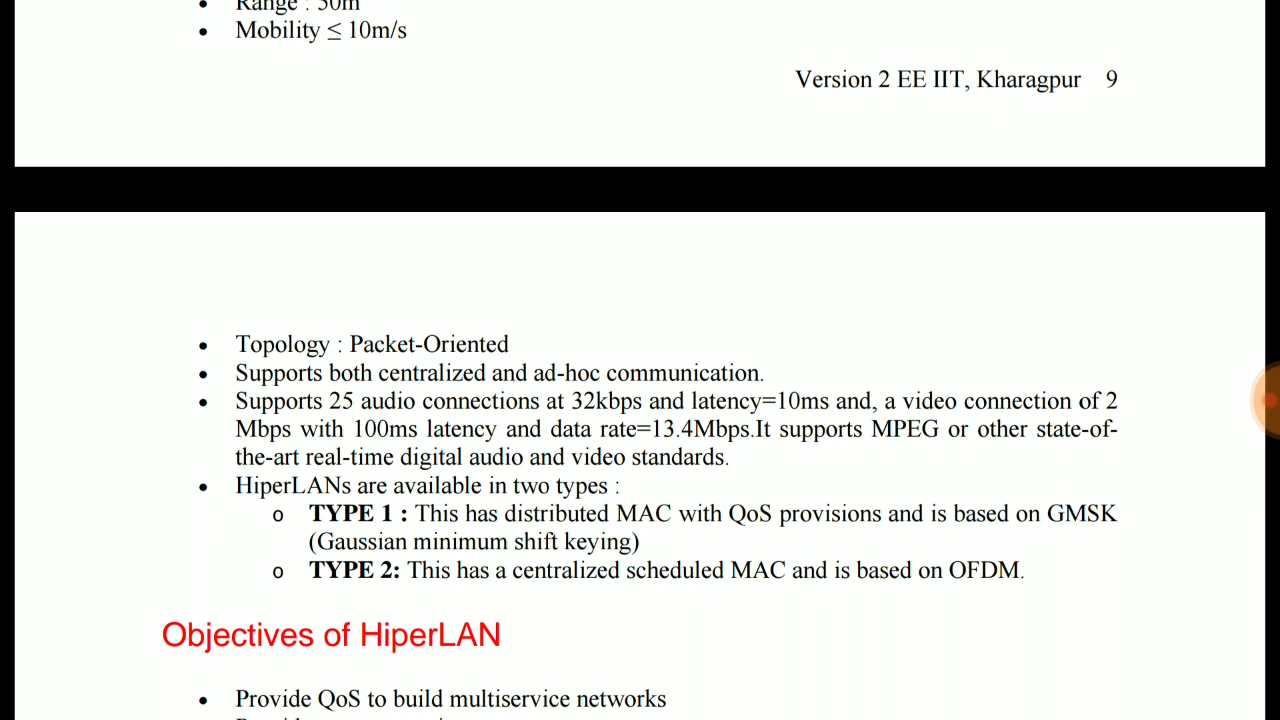 • Range : 50m
• Mobility ≤ 10m/s
Version 2 EE IIT, Kharagpur 9
• Topology : Packet-Oriented
• Supports both centralized and ad-hoc communication.
• Supports 25 audio connections at 32kbps and latency=10ms and, a video connection of 2
Mbps with 100ms latency and data rate=13.4Mbps.It supports MPEG or other state-of-
the-art real-time digital audio and video standards.
• HiperLANs are available in two types :
o TYPE 1 : This has distributed MAC with QoS provisions and is based on GMSK
(Gaussian minimum shift keying)
o TYPE 2: This has a centralized scheduled MAC and is based on OFDM.
Objectives of HiperLAN
• Provide QoS to build multiservice networks